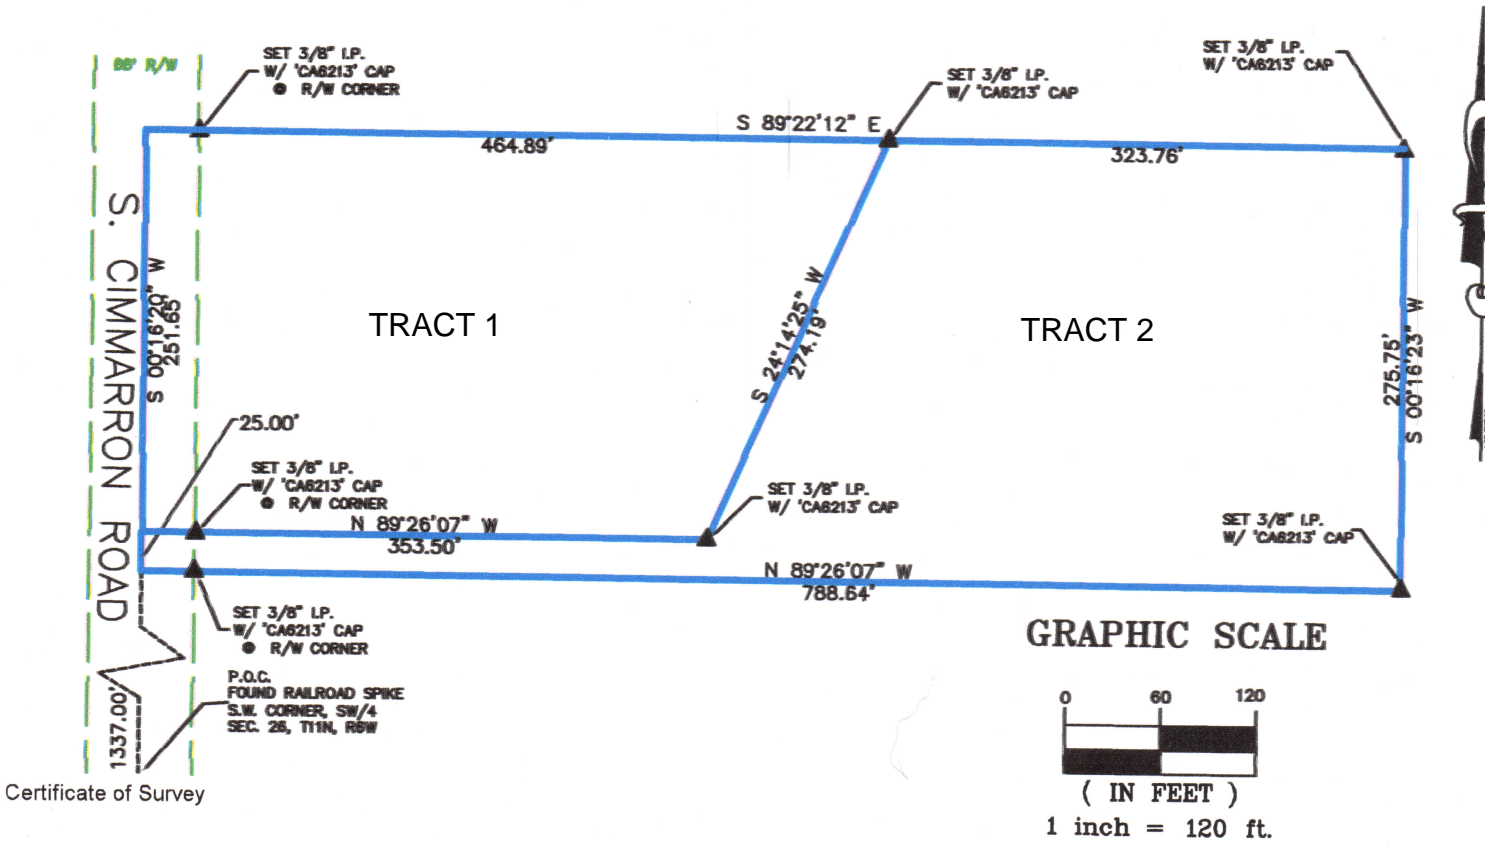 66' R/W
SET 3/8" I.P.
W/ "CA6213" CAP
@ R/W CORNER
SET 3/8" I.P.
W/ "CA6213" CAP
SET 3/8" I.P.
W/ "CA6213" CAP
S 89°22'12" E
464.89'
323.76'
S. CIMMARRON ROAD
S 00°16'20" W
251.65'
TRACT 1
S 24°14'25" W
274.19'
TRACT 2
275.75'
S 00°16'23" W
25.00'
SET 3/8" I.P.
W/ "CA6213" CAP
@ R/W CORNER
N 89°26'07" W
353.50'
SET 3/8" I.P.
W/ "CA6213" CAP
SET 3/8" I.P.
W/ "CA6213" CAP
N 89°26'07" W
788.64'
SET 3/8" I.P.
W/ "CA6213" CAP
@ R/W CORNER
P.O.C.
FOUND RAILROAD SPIKE
S.W. CORNER, SW/4
SEC. 26, T11N, R6W
1337.00'
Certificate of Survey
GRAPHIC SCALE
0 60 120
( IN FEET )
1 inch = 120 ft.